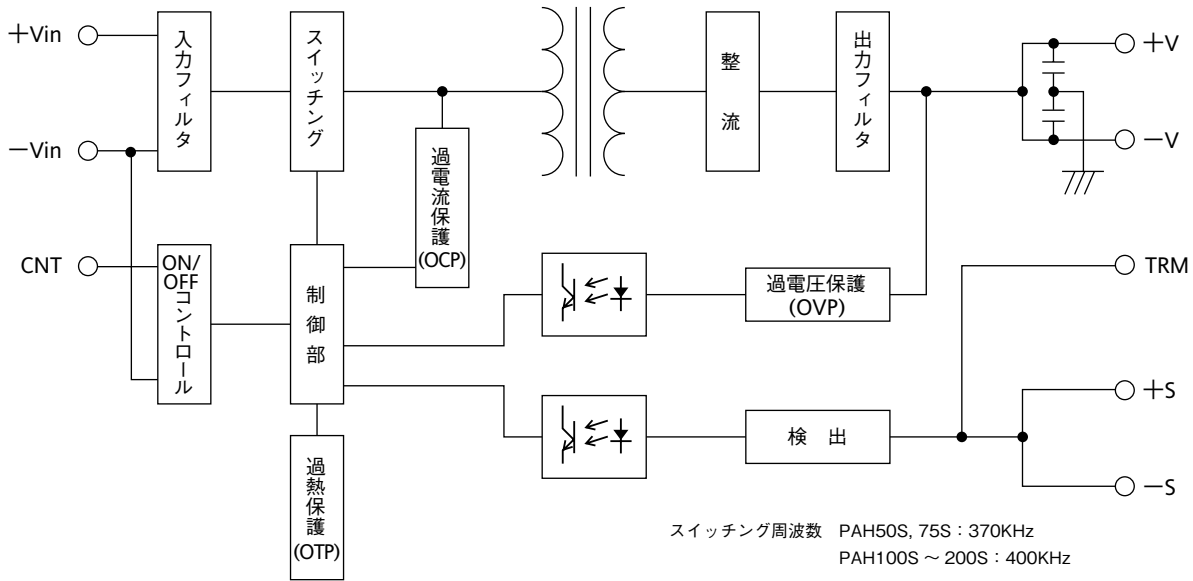 ＋Vin
入力フィルタ
スイッチング
整流
出力フィルタ
＋V
－Vin
過電流保護
(OCP)
－V
CNT
ON/
OFF
コントロール
制御部
過電圧保護
(OVP)
TRM
検 出
＋S
過熱保護
(OTP)
－S
スイッチング周波数 PAH50S, 75S：370KHz
PAH100S ～ 200S：400KHz